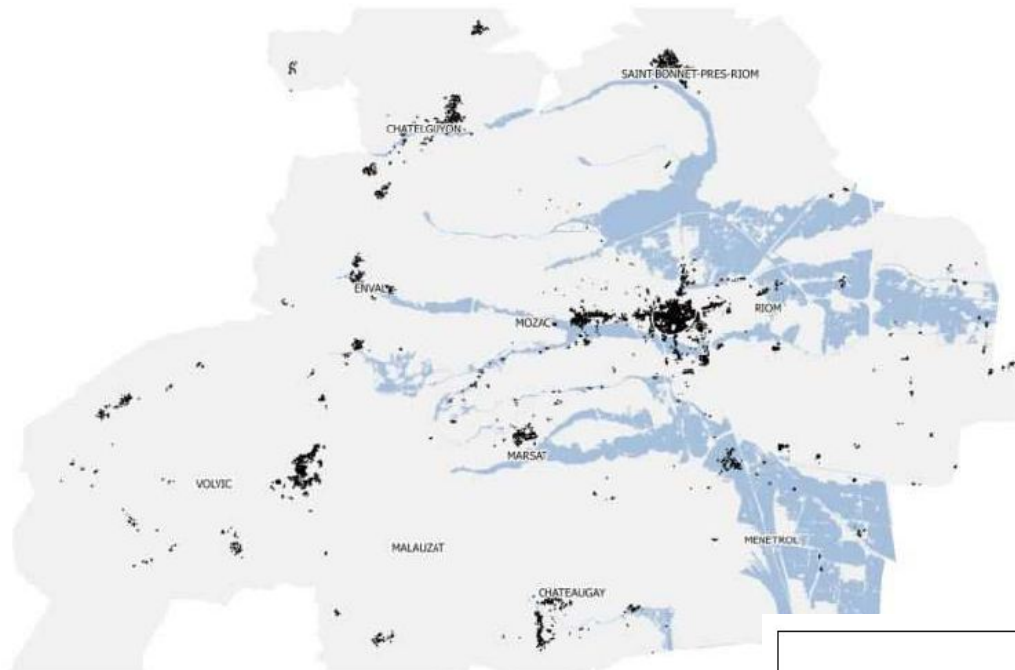 SAINT-BONNET-PRES-RIOM
CHATELGUYON
ENVAL
RIOM
MOZAC
MARSAT
VOLVIC
MENETROL
MALAUZAT
CHATEAUGAY